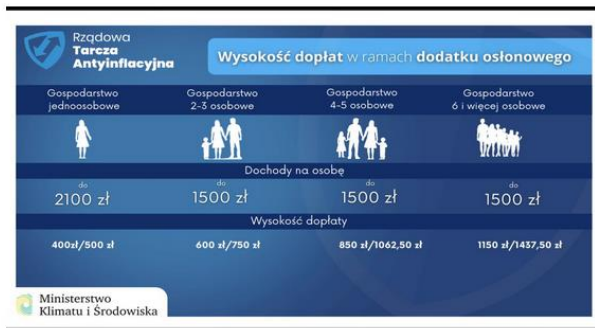 Rządowa
Tarcza
Antyinflacyjna
Wysokość dopłat w ramach dodatku osłonowego
Gospodarstwo
jednoosobowe
Gospodarstwo
2-3 osobowe
Gospodarstwo
4-5 osobowe
Gospodarstwo
6 i więcej osobowe
Dochody na osobę
do
2100 zł
do
1500 zł
do
1500 zł
do
1500 zł
Wysokość dopłaty
400zł/500 zł
600 zł/750 zł
850 zł/1062,50 zł
1150 zł/1437,50 zł
Ministerstwo
Klimatu i Środowiska